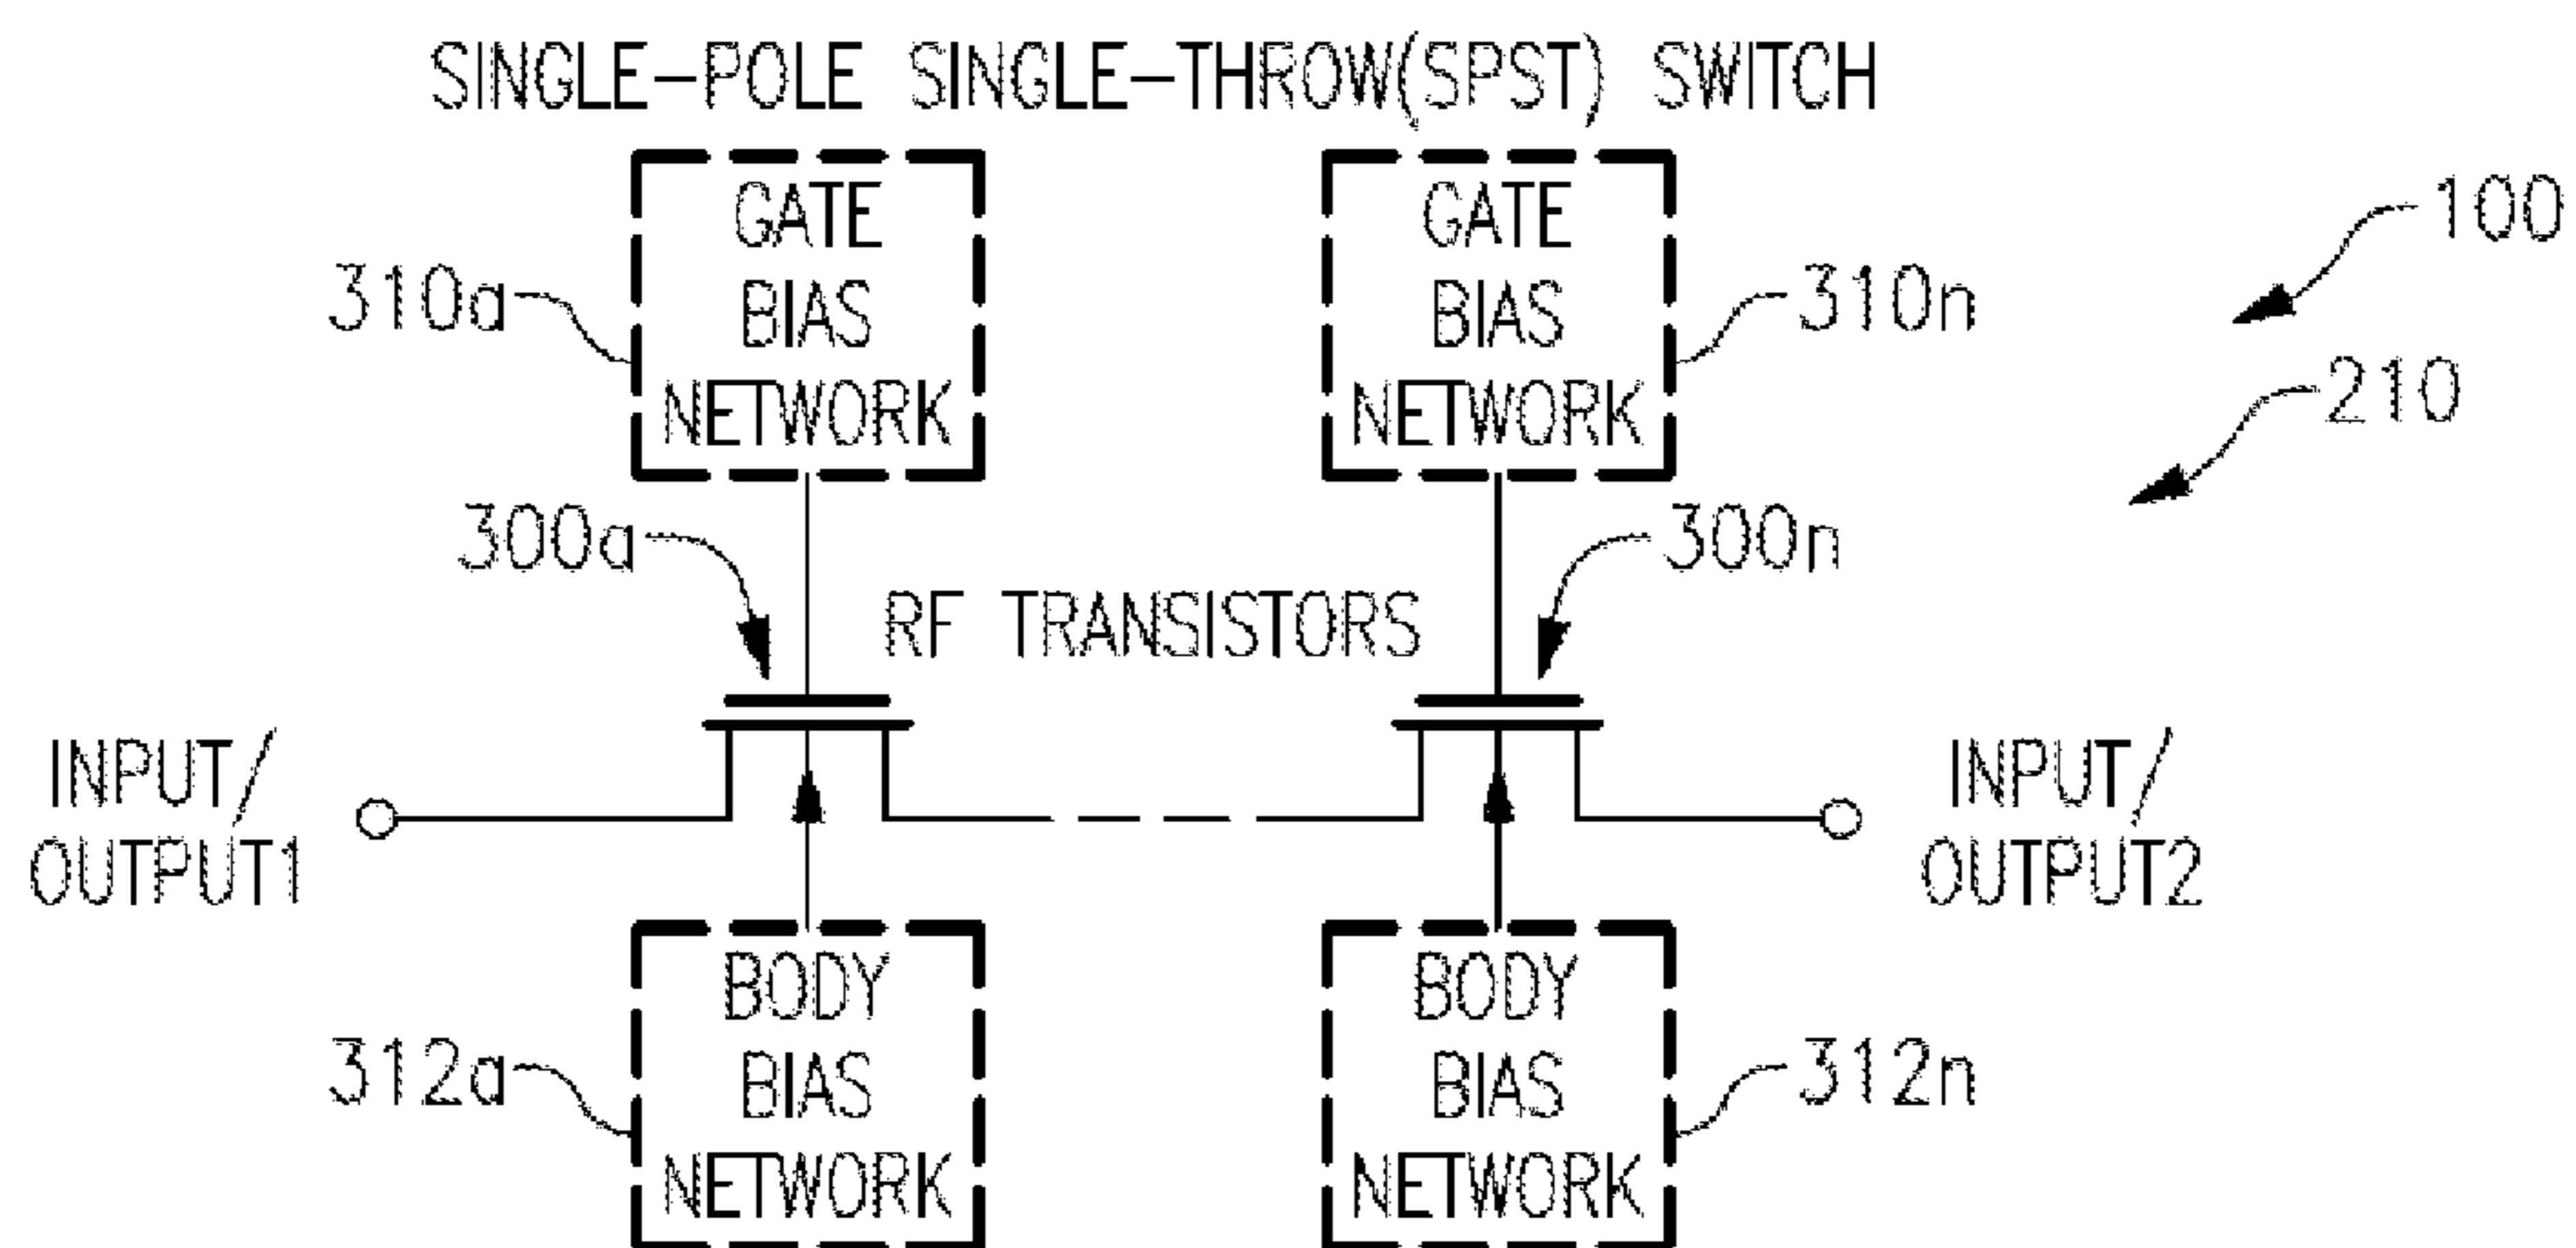 SINGLE-POLE SINGLE-THROW(SPST) SWITCH
GATE
BIAS
NETWORK
310a
GATE
BIAS
NETWORK
310n
100
210
300a
RF TRANSISTORS
300n
INPUT/
OUTPUT1
INPUT/
OUTPUT2
BODY
BIAS
NETWORK
312a
BODY
BIAS
NETWORK
312n